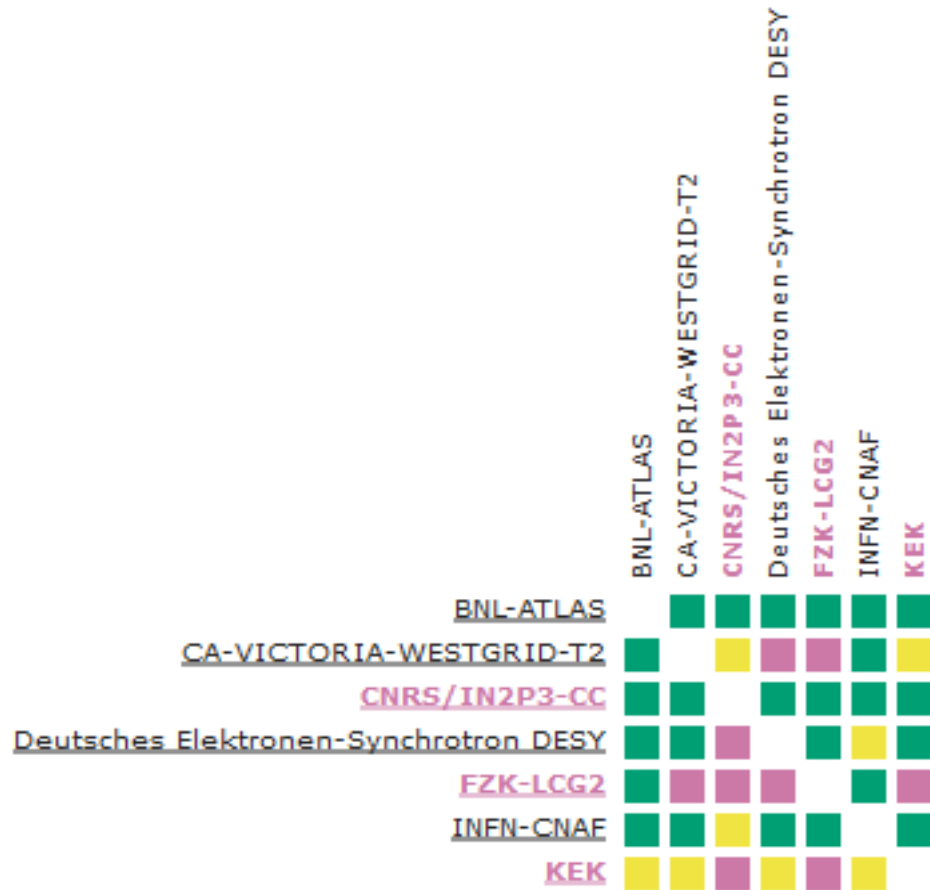 BNL-ATLAS
CA-VICTORIA-WESTGRID-T2
CNRS/IN2P3-CC
Deutsches Elektronen-Synchrotron DESY
FZK-LCG2
INFN-CNAF
KEK
BNL-ATLAS
CA-VICTORIA-WESTGRID-T2
CNRS/IN2P3-CC
Deutsches Elektronen-Synchrotron DESY
FZK-LCG2
INFN-CNAF
KEK